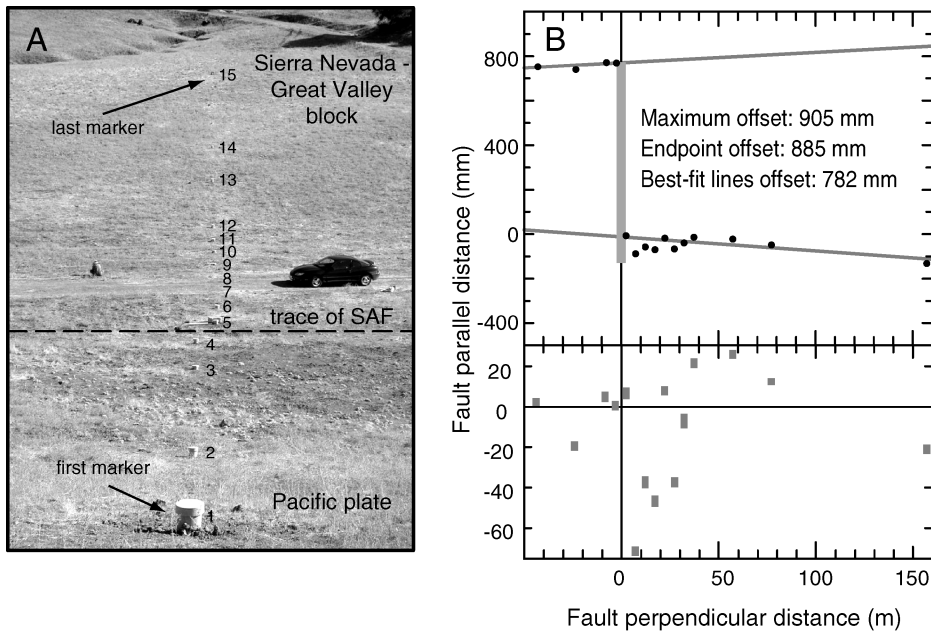 A
Sierra Nevada -
Great Valley
block
15
last marker
14
13
12
11
10
9
8
7
6
5
trace of SAF
4
3
2
first marker
1
Pacific plate
B
Maximum offset: 905 mm
Endpoint offset: 885 mm
Best-fit lines offset: 782 mm
800
400
0
-400
20
0
-20
-40
-60
Fault parallel distance (mm)
0
50
100
150
Fault perpendicular distance (m)